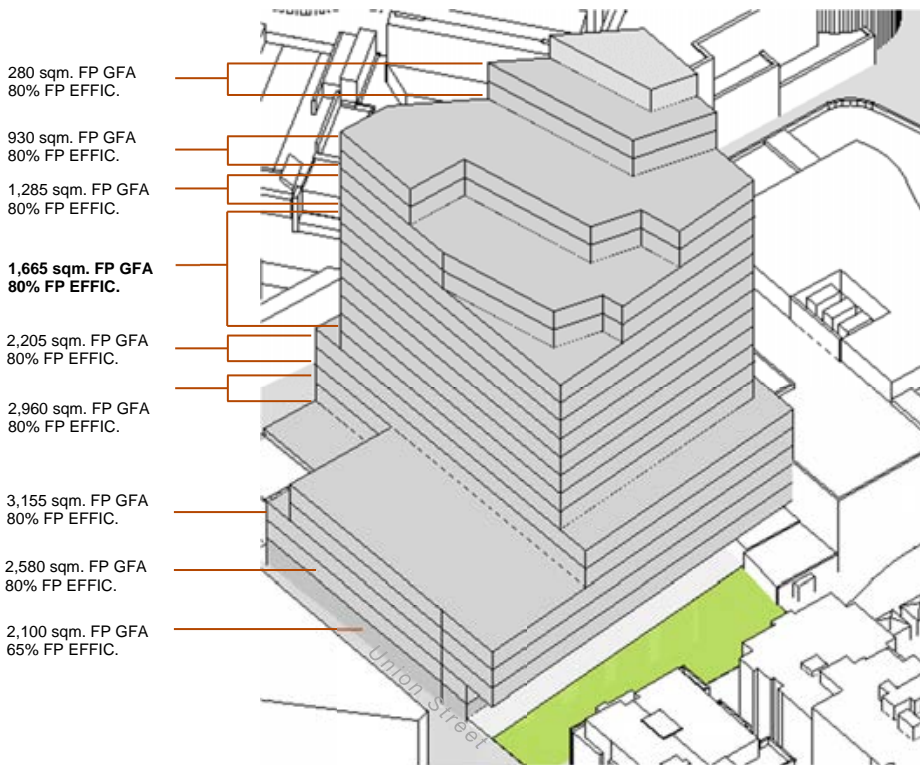 280 sqm. FP GFA
80% FP EFFIC.
930 sqm. FP GFA
80% FP EFFIC.
1,285 sqm. FP GFA
80% FP EFFIC.
1,665 sqm. FP GFA
80% FP EFFIC.
2,205 sqm. FP GFA
80% FP EFFIC.
2,960 sqm. FP GFA
80% FP EFFIC.
3,155 sqm. FP GFA
80% FP EFFIC.
2,580 sqm. FP GFA
80% FP EFFIC.
2,100 sqm. FP GFA
65% FP EFFIC.
Union Street